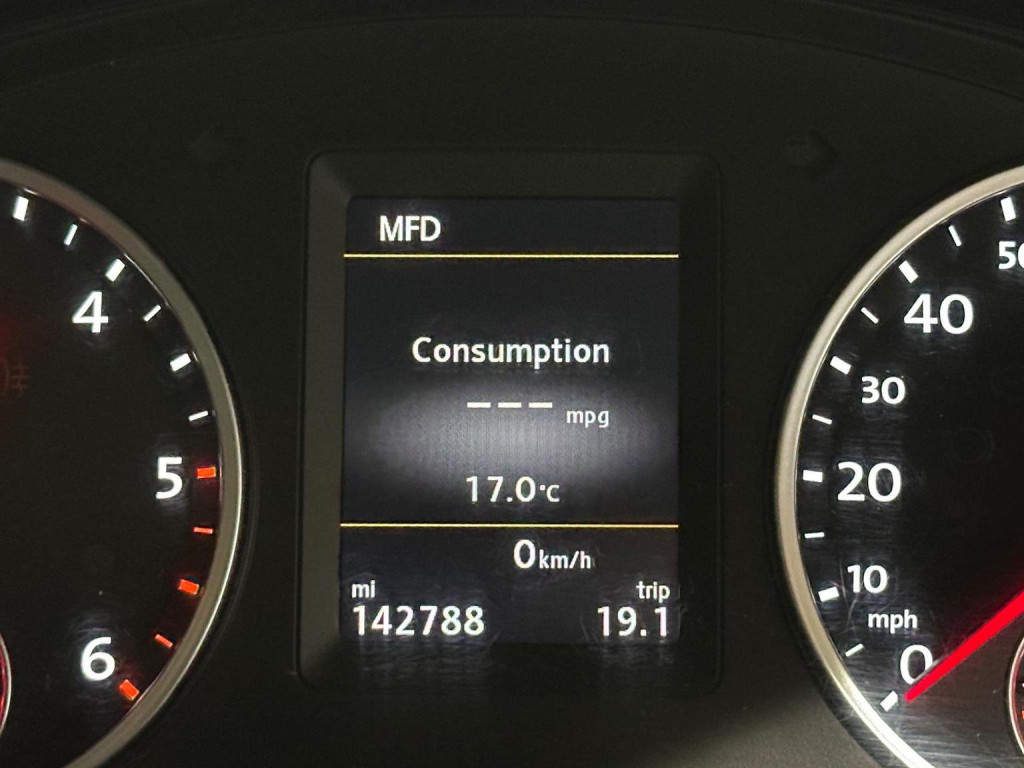 MFD
Consumption
--- mpg
17.0°C
0km/h
mi trip
142788 19.1
4
5
6
50
40
30
20
10
mph
0